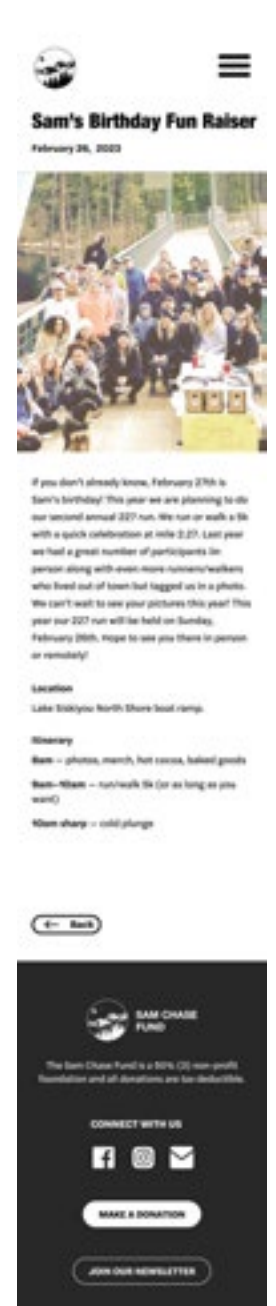 Sam's Birthday Fun Raiser
February 26, 2023
If you don't already know, February 27th is
Sam's birthday! This year we are planning to do
our second annual 227 run. We run or walk a 5k
with a quick celebration at mile 2.27. Last year
we had a great number of participants (in
person along with even more runners/walkers
who lived out of town but tagged us in a photo.
We can't wait to see your pictures this year! This
year our 227 run will be held on Sunday,
February 26th. Hope to see you there in person
or remotely!
Location
Lake Siskiyou North Shore boat ramp.
Itinerary
8am – photos, merch, hot cocoa, baked goods
9am–10am – run/walk 5k (or as long as you
want)
10am sharp – cold plunge
← Back
SAM CHASE
FUND
The Sam Chase Fund is a 501c (3) non-profit
foundation and all donations are tax deductible.
CONNECT WITH US
MAKE A DONATION
JOIN OUR NEWSLETTER